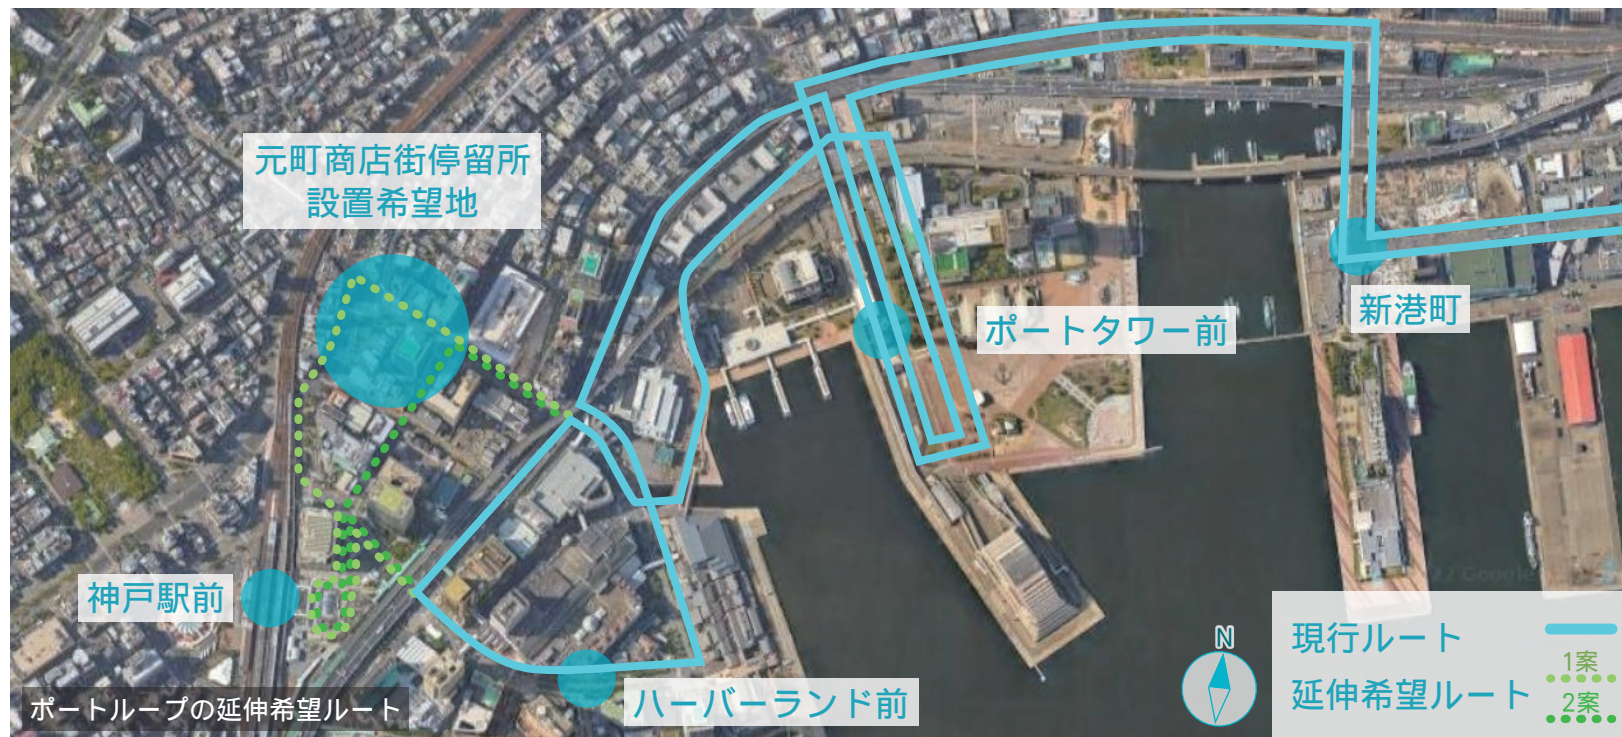 元町商店街停留所
設置希望地
ポートタワー前
新港町
神戸駅前
ハーバーランド前
ポートループの延伸希望ルート
N
現行ルート
延伸希望ルート
1案
2案